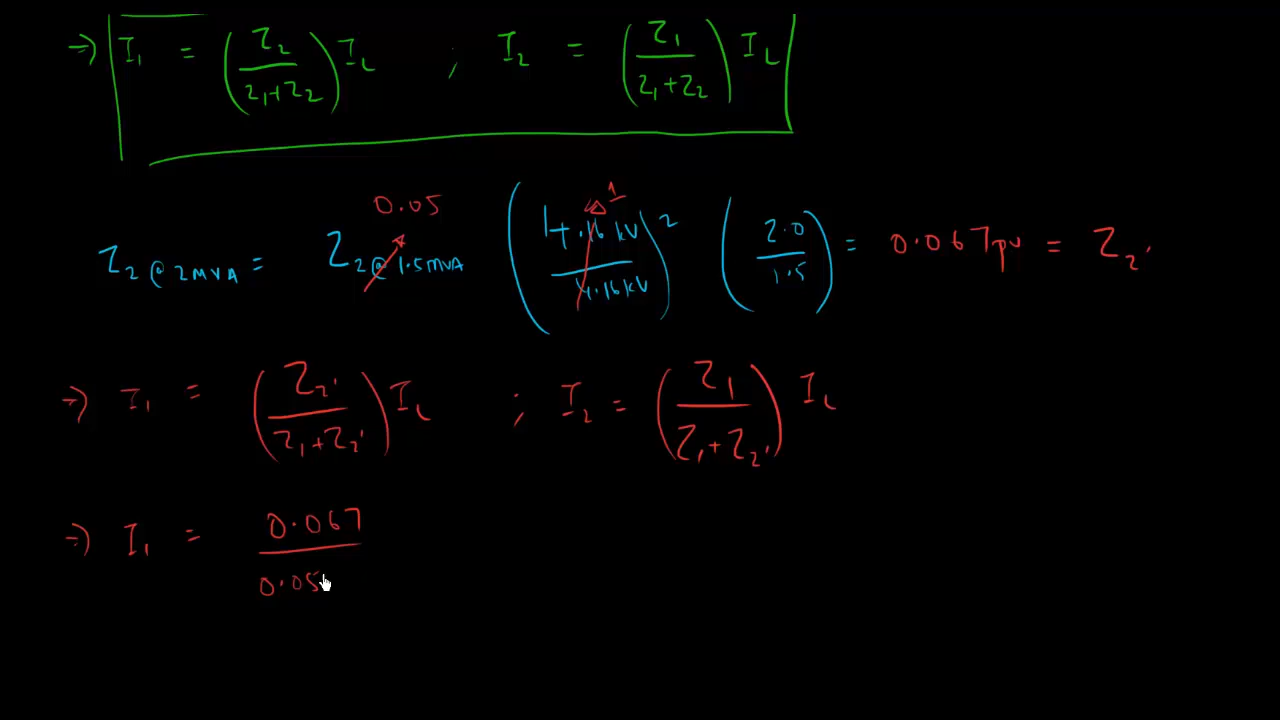 ⇒ I₁ = (Z₂ / (Z₁+Z₂)) I_L ; I₂ = (Z₁ / (Z₁+Z₂)) I_L
0.05 1
Z₂ @ 2MVA = Z₂ @ 1.5MVA (4.16 kV / 4.16 kV)² (2.0 / 1.5) = 0.067 pu = Z₂'
⇒ I₁ = (Z₂' / (Z₁+Z₂')) I_L ; I₂ = (Z₁ / (Z₁+Z₂')) I_L
⇒ I₁ = 0.067 / 0.05